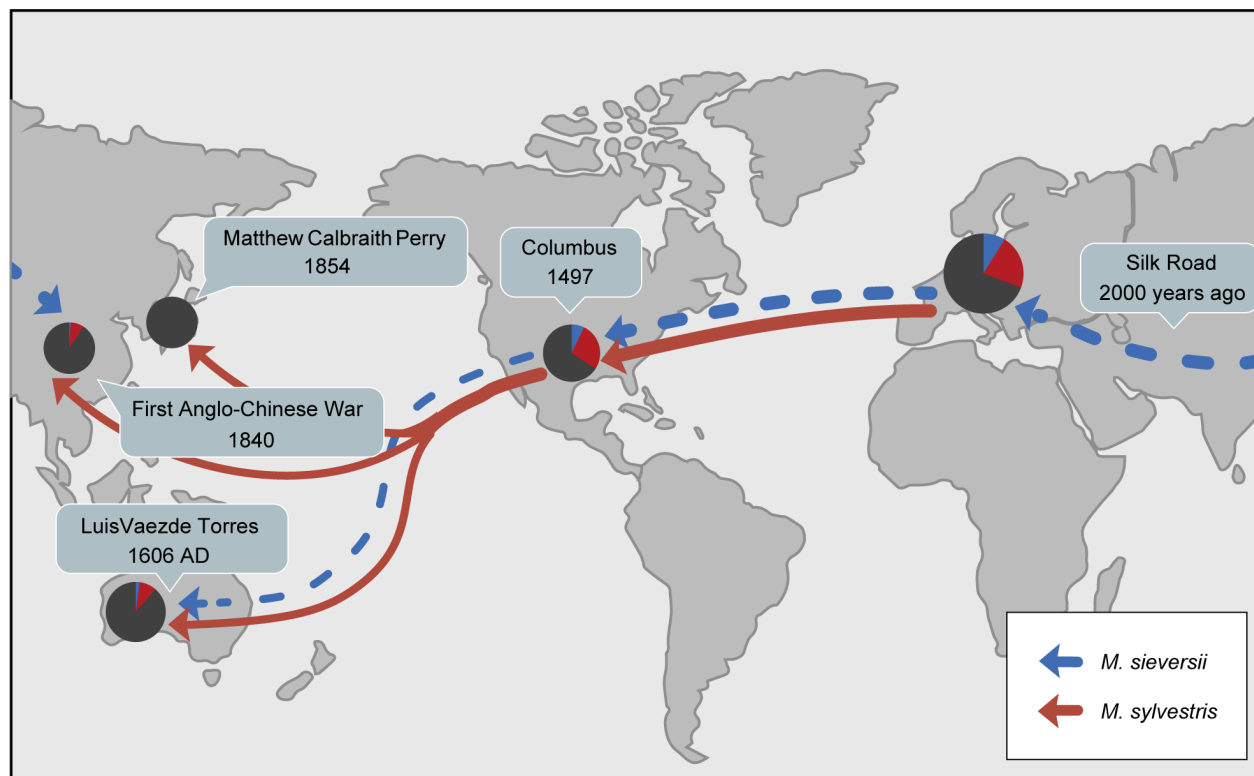 Matthew Calbraith Perry
1854
Columbus
1497
Silk Road
2000 years ago
First Anglo-Chinese War
1840
LuisVaezde Torres
1606 AD
M. sieversii
M. sylvestris